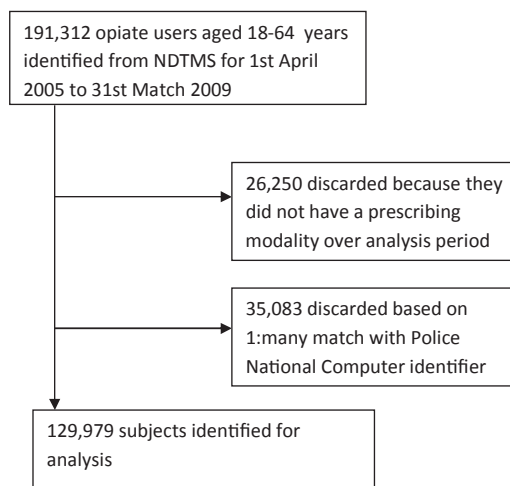 191,312 opiate users aged 18-64 years
identified from NDTMS for 1st April
2005 to 31st Match 2009
26,250 discarded because they
did not have a prescribing
modality over analysis period
35,083 discarded based on
1:many match with Police
National Computer identifier
129,979 subjects identified for
analysis